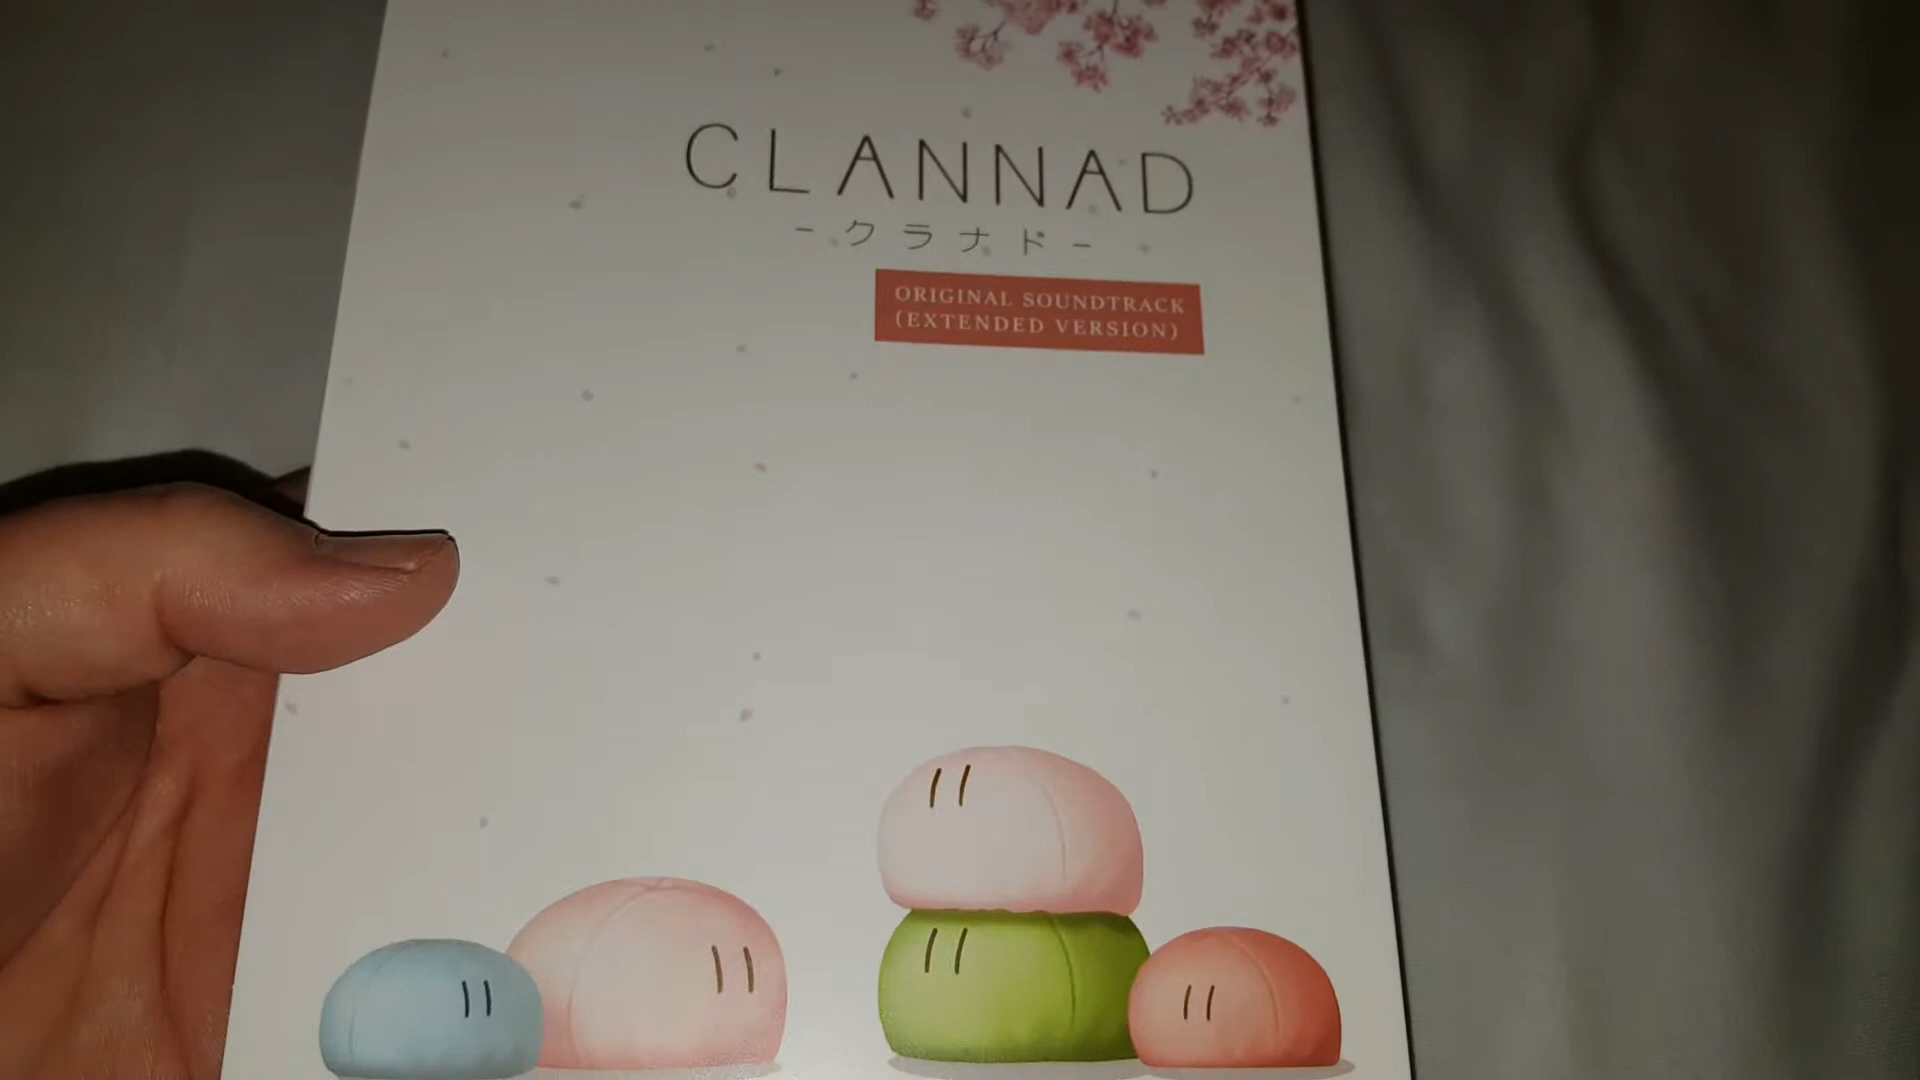 CLANNAD
- クラナド -
ORIGINAL SOUNDTRACK
(EXTENDED VERSION)